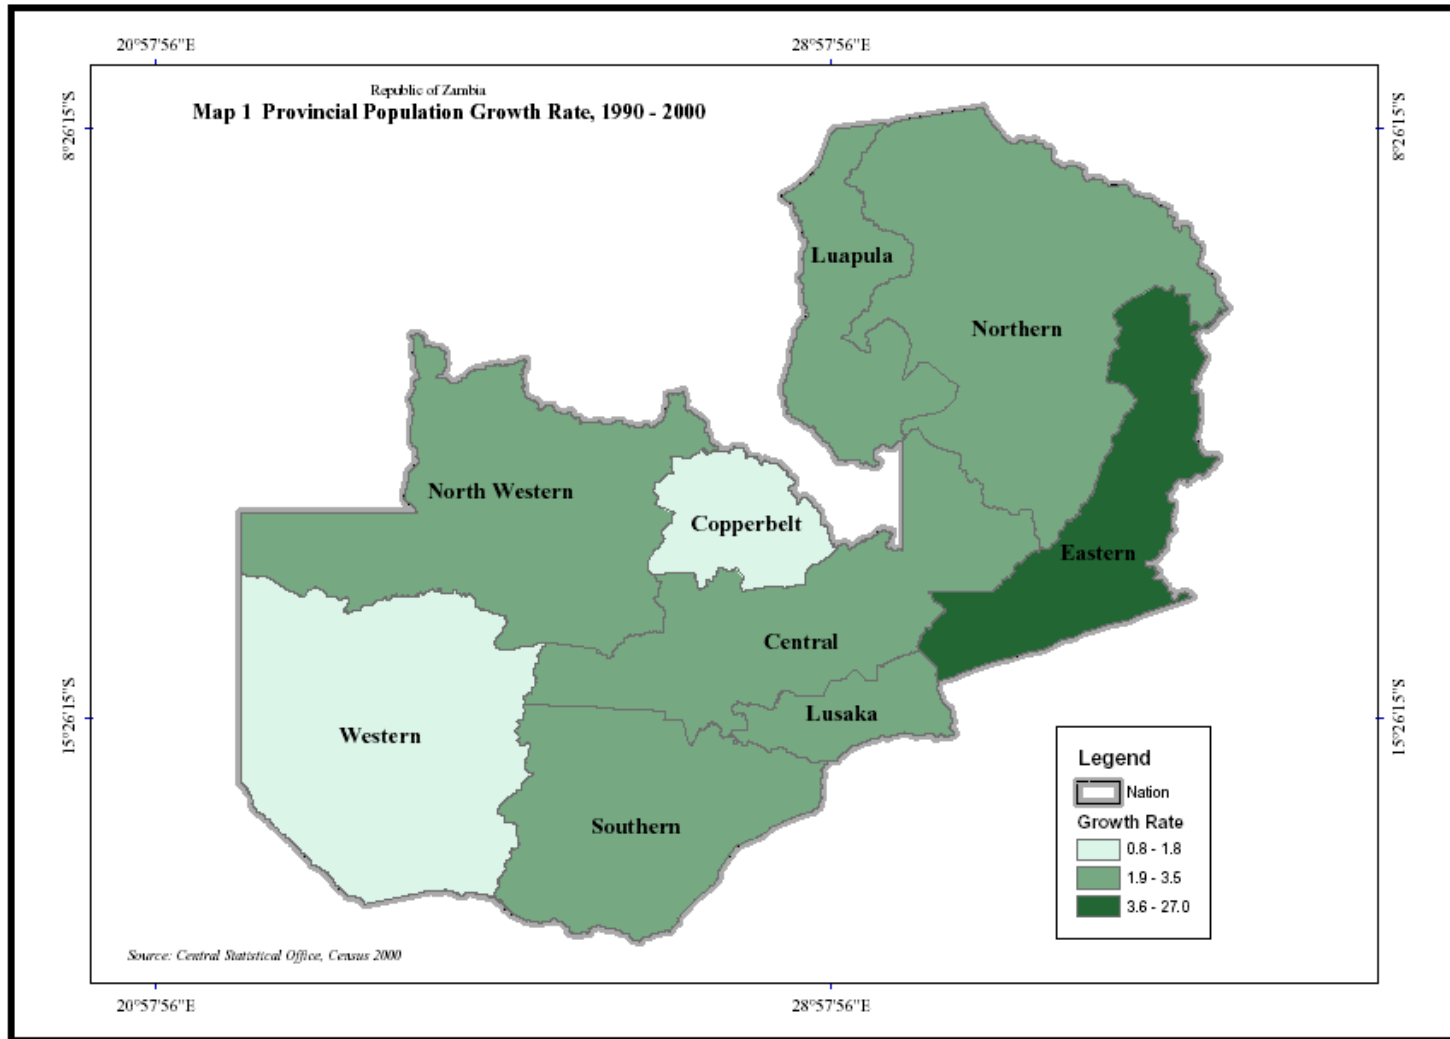 20°57'56"E 28°57'56"E
Republic of Zambia
Map 1 Provincial Population Growth Rate, 1990 - 2000
8°26'15"S 8°26'15"S
Luapula
Northern
North Western
Copperbelt
Eastern
Central
Lusaka
Western
Southern
15°26'15"S 15°26'15"S
Legend
Nation
Growth Rate
0.8 - 1.8
1.9 - 3.5
3.6 - 27.0
Source: Central Statistical Office, Census 2000
20°57'56"E 28°57'56"E